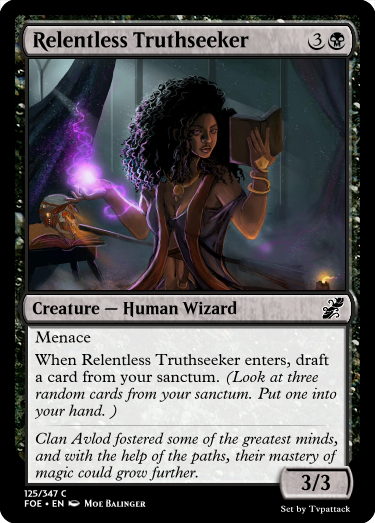 Relentless Truthseeker 3
Creature — Human Wizard
Menace
When Relentless Truthseeker enters, draft
a card from your sanctum. (Look at three
random cards from your sanctum. Put one into
your hand. )
Clan Avlod fostered some of the greatest minds,
and with the help of the paths, their mastery of
magic could grow further.
3/3
125/347 C
FOE • EN Moe Balinger
Set by Tvpattack